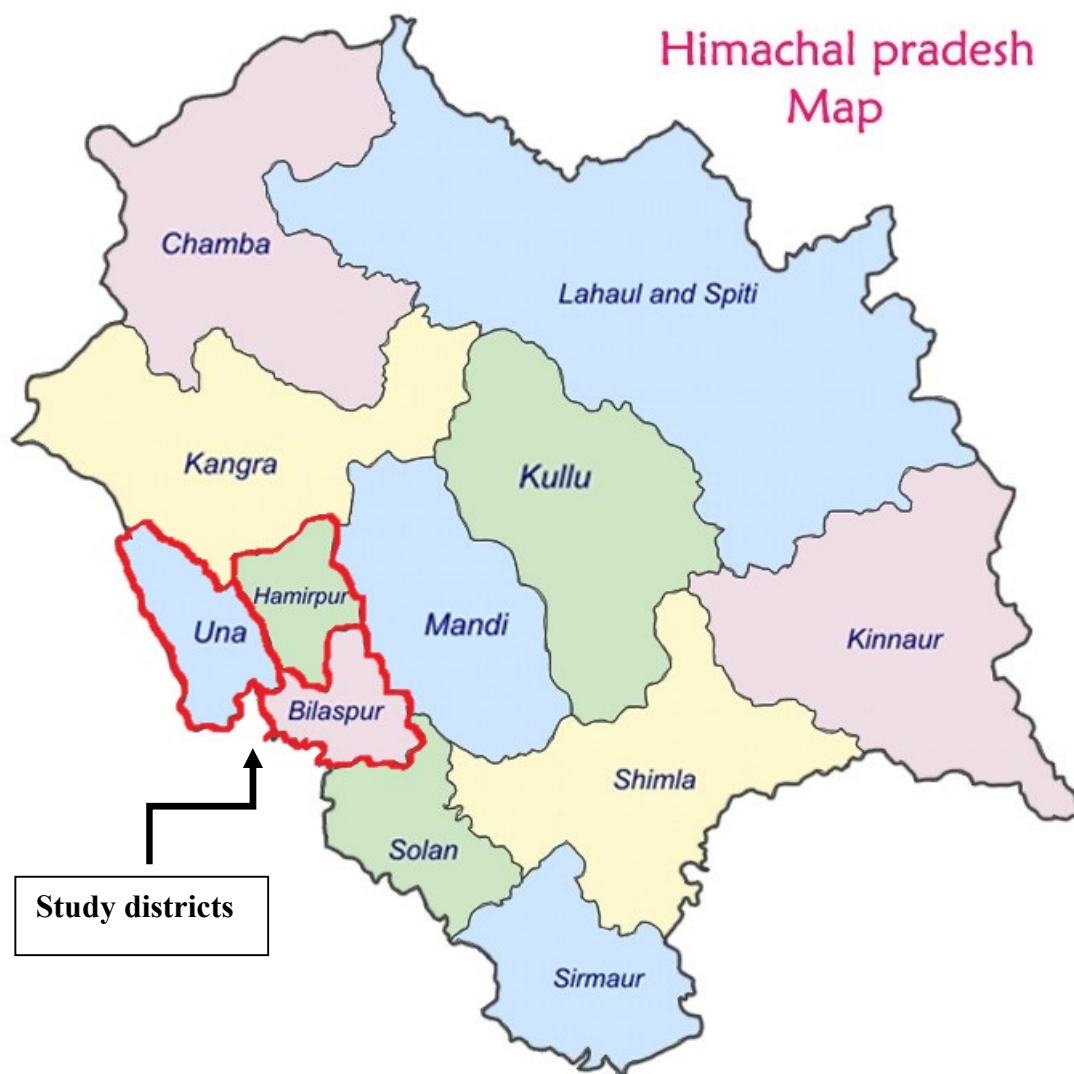 Himachal pradesh
Map
Chamba
Lahaul and Spiti
Kangra
Kullu
Hamirpur
Una
Mandi
Kinnaur
Bilaspur
Shimla
Solan
Study districts
Sirmaur